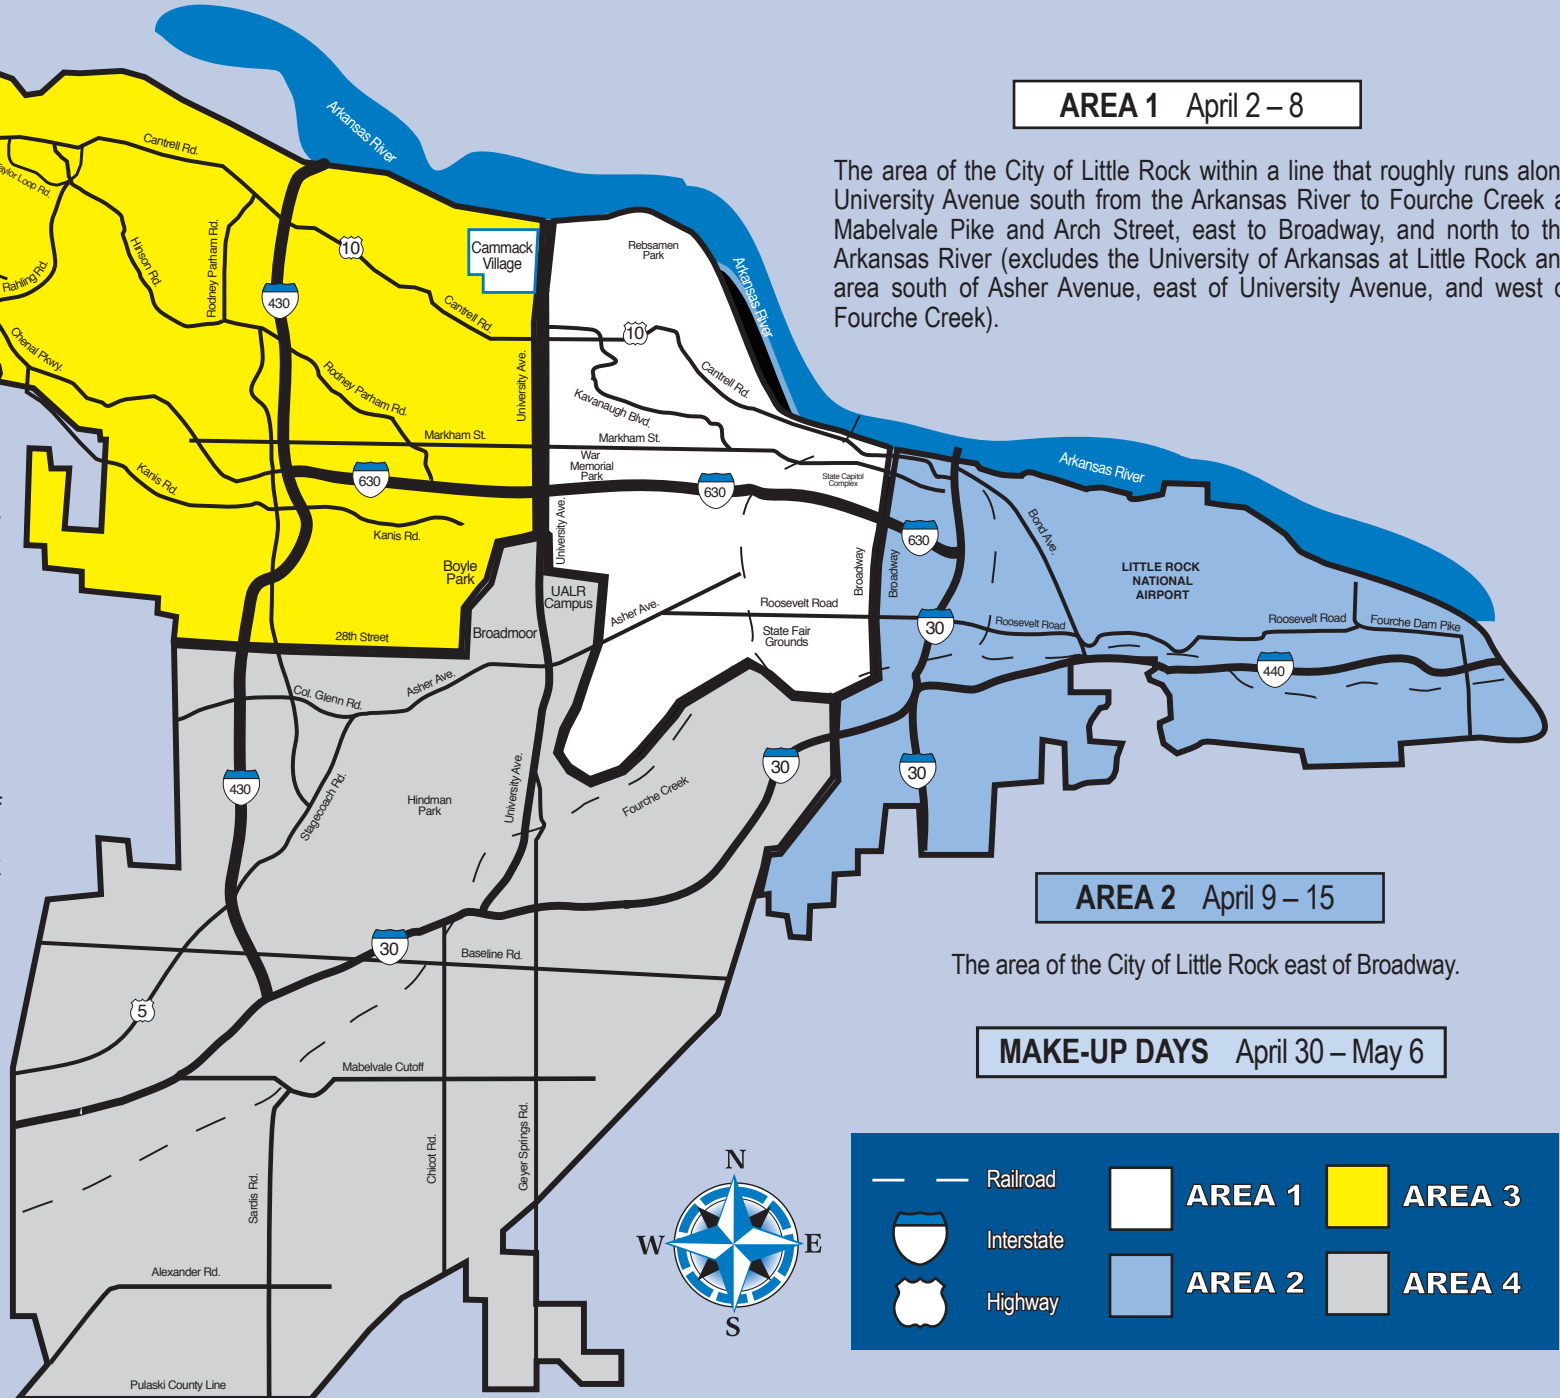 AREA 1 April 2 – 8
The area of the City of Little Rock within a line that roughly runs alon
University Avenue south from the Arkansas River to Fourche Creek a
Mabelvale Pike and Arch Street, east to Broadway, and north to th
Arkansas River (excludes the University of Arkansas at Little Rock an
area south of Asher Avenue, east of University Avenue, and west o
Fourche Creek).
Arkansas River
Cantrell Rd.
aylor Loop Rd.
Hinson Rd.
Rodney Parham Rd.
Rahling Rd.
10
430
Cammack
Village
Rebsamen
Park
Arkansas River
Chenal Pkwy.
Cantrell Rd.
10
Rodney Parham Rd.
University Ave.
Cantrell Rd.
Kavanaugh Blvd.
Markham St.
Markham St.
War
Memorial
Park
Arkansas River
Kanis Rd.
630
630
State Capitol
Complex
University Ave.
Kanis Rd.
630
Bond Ave.
Boyle
Park
Broadway
Broadway
LITTLE ROCK
NATIONAL
AIRPORT
UALR
Campus
Asher Ave.
Roosevelt Road
28th Street
Broadmoor
State Fair
Grounds
30
Roosevelt Road
Roosevelt Road
Fourche Dam Pike
440
Col. Glenn Rd.
Asher Ave.
430
Stagecoach Rd.
Hindman
Park
University Ave.
Fourche Creek
30
30
AREA 2 April 9 – 15
The area of the City of Little Rock east of Broadway.
30
Baseline Rd.
5
MAKE-UP DAYS April 30 – May 6
Mabelvale Cutoff
Sardis Rd.
Chicot Rd.
Geyer Springs Rd.
Alexander Rd.
Pulaski County Line
N
W
E
S
Railroad
Interstate
Highway
AREA 1
AREA 3
AREA 2
AREA 4